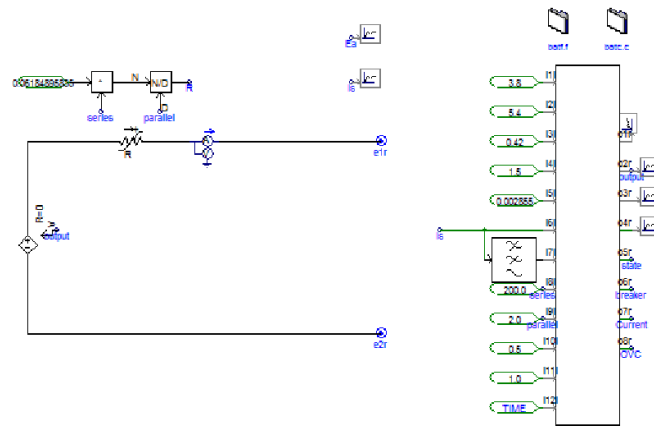 Ea
batt.f
batc.c
0.06184895835
*
N
N/D
R
D
series
parallel
Is
3.8
I1
5.4
I2
0.42
I3
o1r
1.5
I4
o2r
output
0.002855
I5
o3r
Is
I6
o4r
I7
o5r
state
200.0
I8
series
o6r
breaker
2.0
I9
parallel
o7r
Current
0.5
I10
o8r
OVC
1.0
I11
TIME
I12
R
e1r
R=0
V
output
e2r